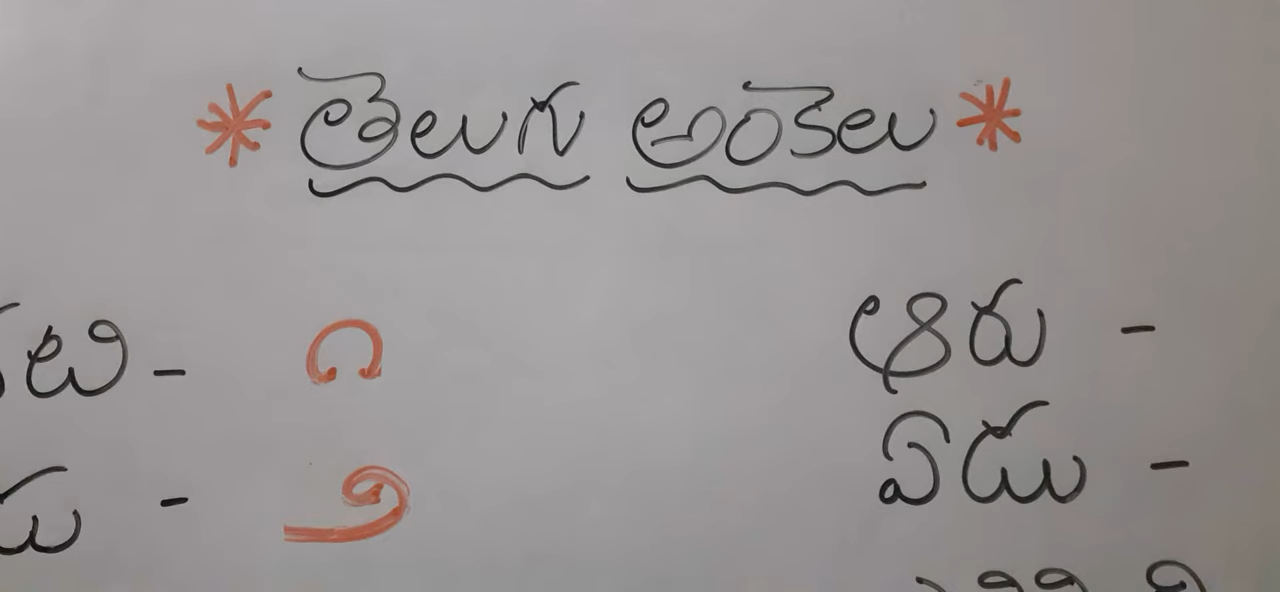 * తెలుగు అంకెలు *
కటి - ౧
డు - ౨
ఆరు -
ఏడు -